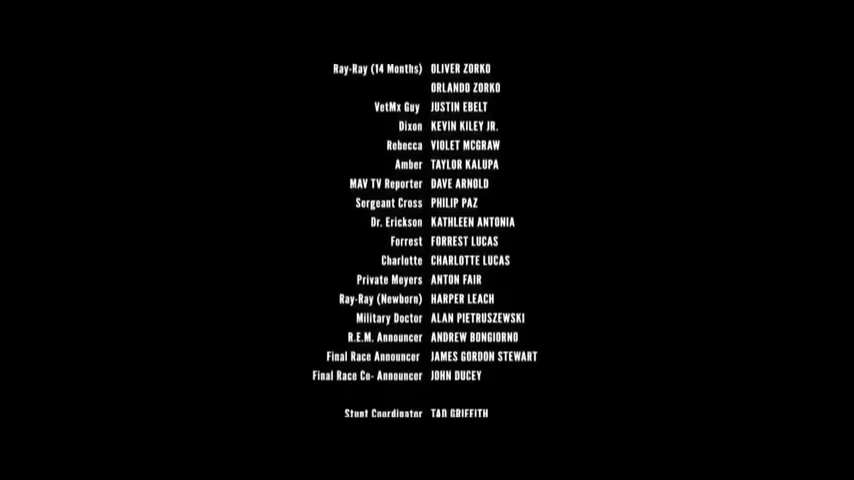 Ray-Ray (14 Months) OLIVER ZORKO
ORLANDO ZORKO
VetMx Guy JUSTIN EBELT
Dixon KEVIN KILEY JR.
Rebecca VIOLET MCGRAW
Amber TAYLOR KALUPA
MAV TV Reporter DAVE ARNOLD
Sergeant Cross PHILIP PAZ
Dr. Erickson KATHLEEN ANTONIA
Forrest FORREST LUCAS
Charlotte CHARLOTTE LUCAS
Private Meyers ANTON FAIR
Ray-Ray (Newborn) HARPER LEACH
Military Doctor ALAN PIETRUSZEWSKI
R.E.M. Announcer ANDREW BONGIORNO
Final Race Announcer JAMES GORDON STEWART
Final Race Co- Announcer JOHN DUCEY
Stunt Coordinator TAD GRIFFITH